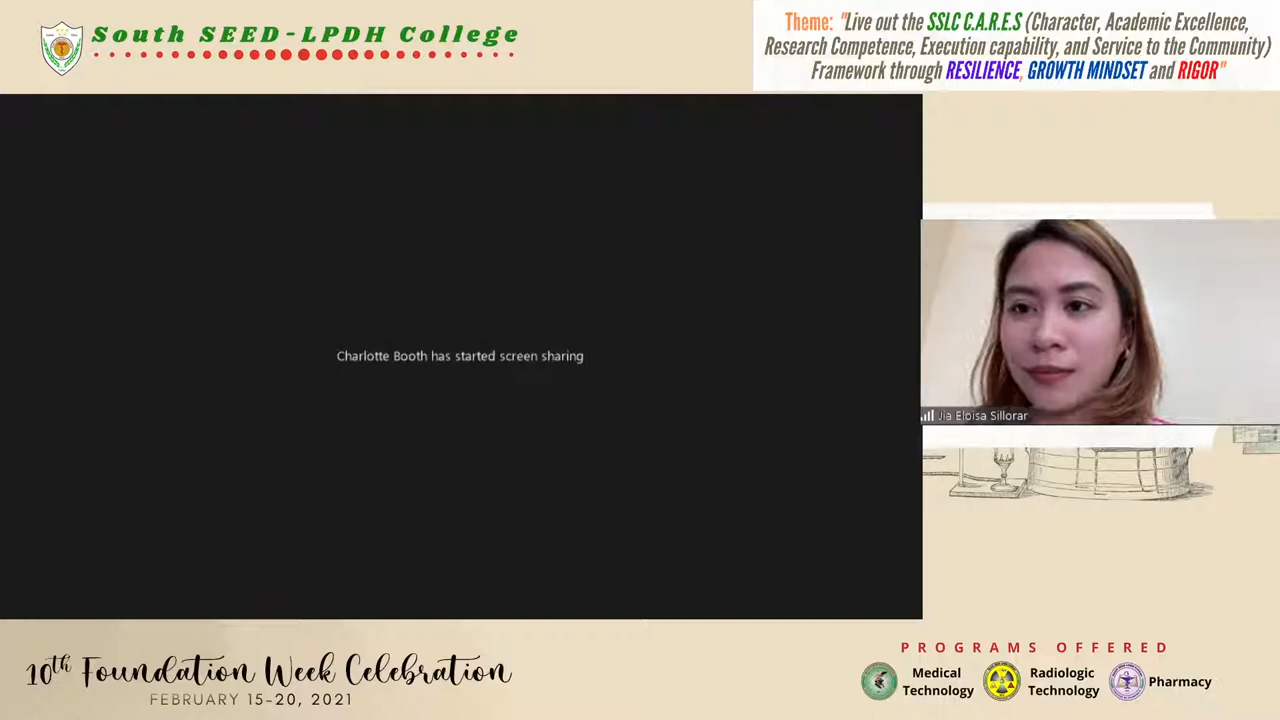 South SEED-LPDH College
Theme: "Live out the SSLC C.A.R.E.S (Character, Academic Excellence,
Research Competence, Execution capability, and Service to the Community)
Framework through RESILIENCE, GROWTH MINDSET and RIGOR"
Charlotte Booth has started screen sharing
Jia Eloisa Sillorar
10th Foundation Week Celebration
FEBRUARY 15-20, 2021
PROGRAMS OFFERED
Medical
Technology
Radiologic
Technology
Pharmacy